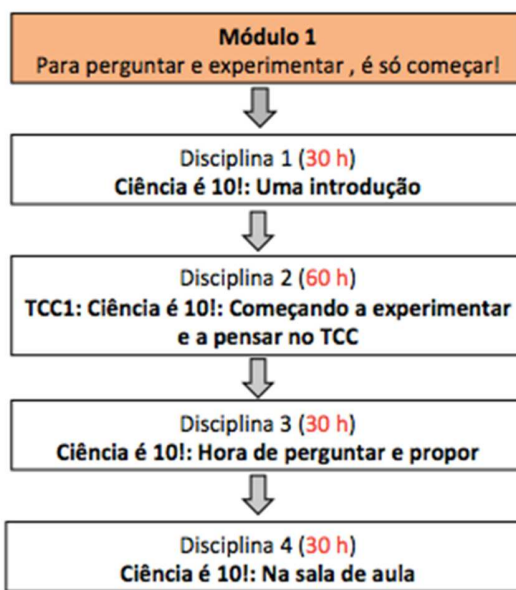 Módulo 1
Para perguntar e experimentar , é só começar!
Disciplina 1 (30 h)
Ciência é 10!: Uma introdução
Disciplina 2 (60 h)
TCC1: Ciência é 10!: Começando a experimentar
e a pensar no TCC
Disciplina 3 (30 h)
Ciência é 10!: Hora de perguntar e propor
Disciplina 4 (30 h)
Ciência é 10!: Na sala de aula